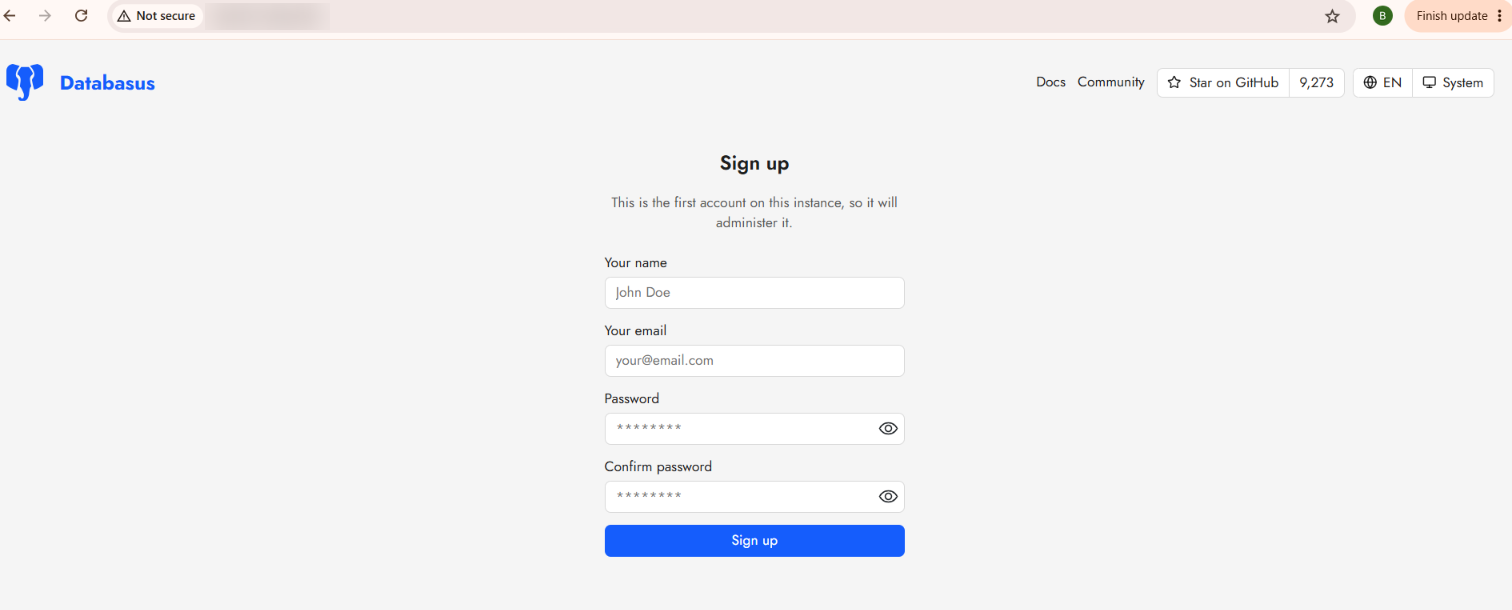 Not secure
B
Finish update
Databasus
Docs Community Star on GitHub 9,273 EN System
Sign up
This is the first account on this instance, so it will
administer it.
Your name
John Doe
Your email
your@email.com
Password
********
Confirm password
********
Sign up